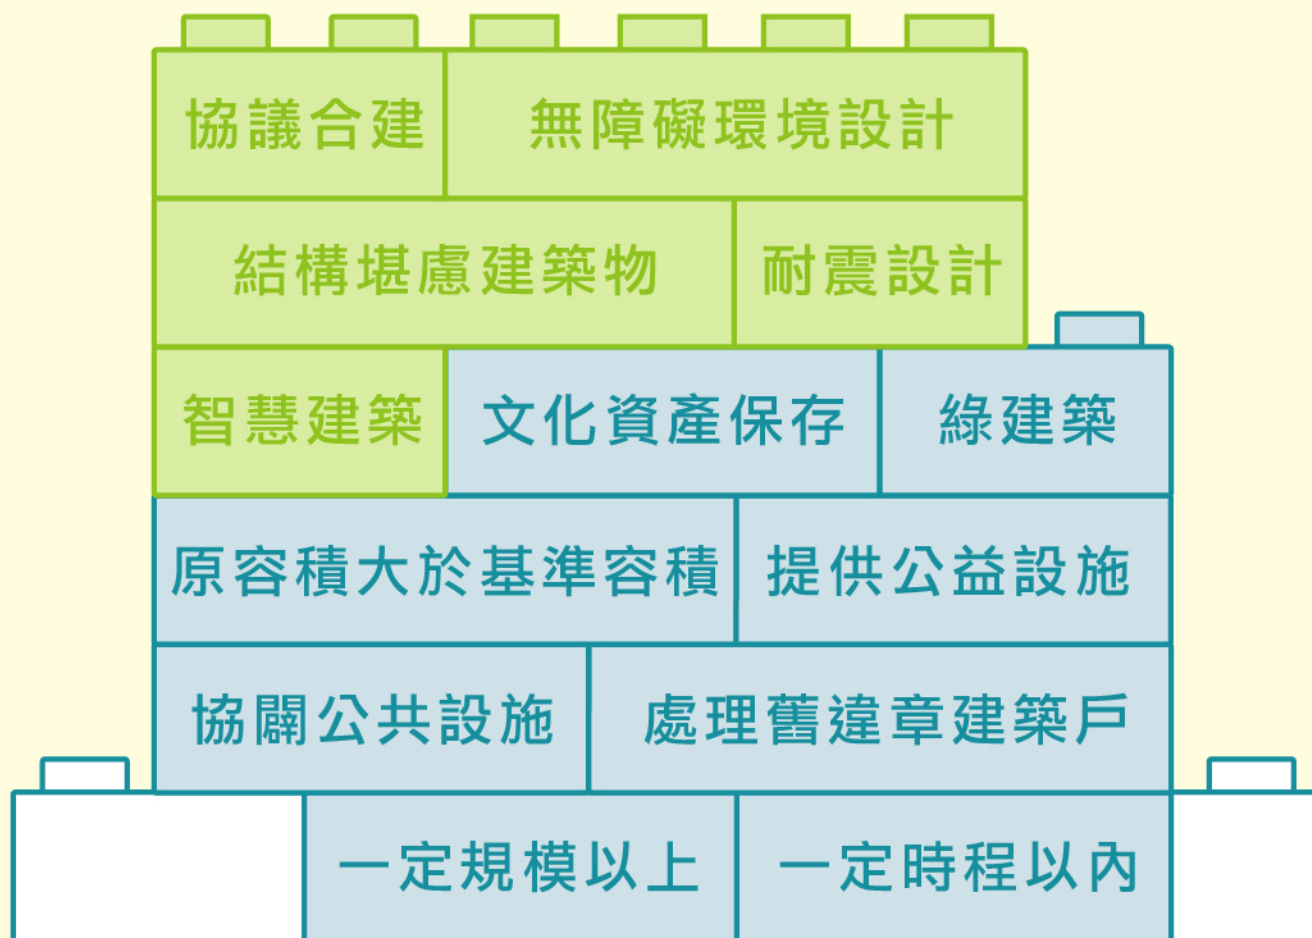 協議合建 無障礙環境設計
結構堪慮建築物 耐震設計
智慧建築 文化資產保存 綠建築
原容積大於基準容積 提供公益設施
協闢公共設施 處理舊違章建築戶
一定規模以上 一定時程以內